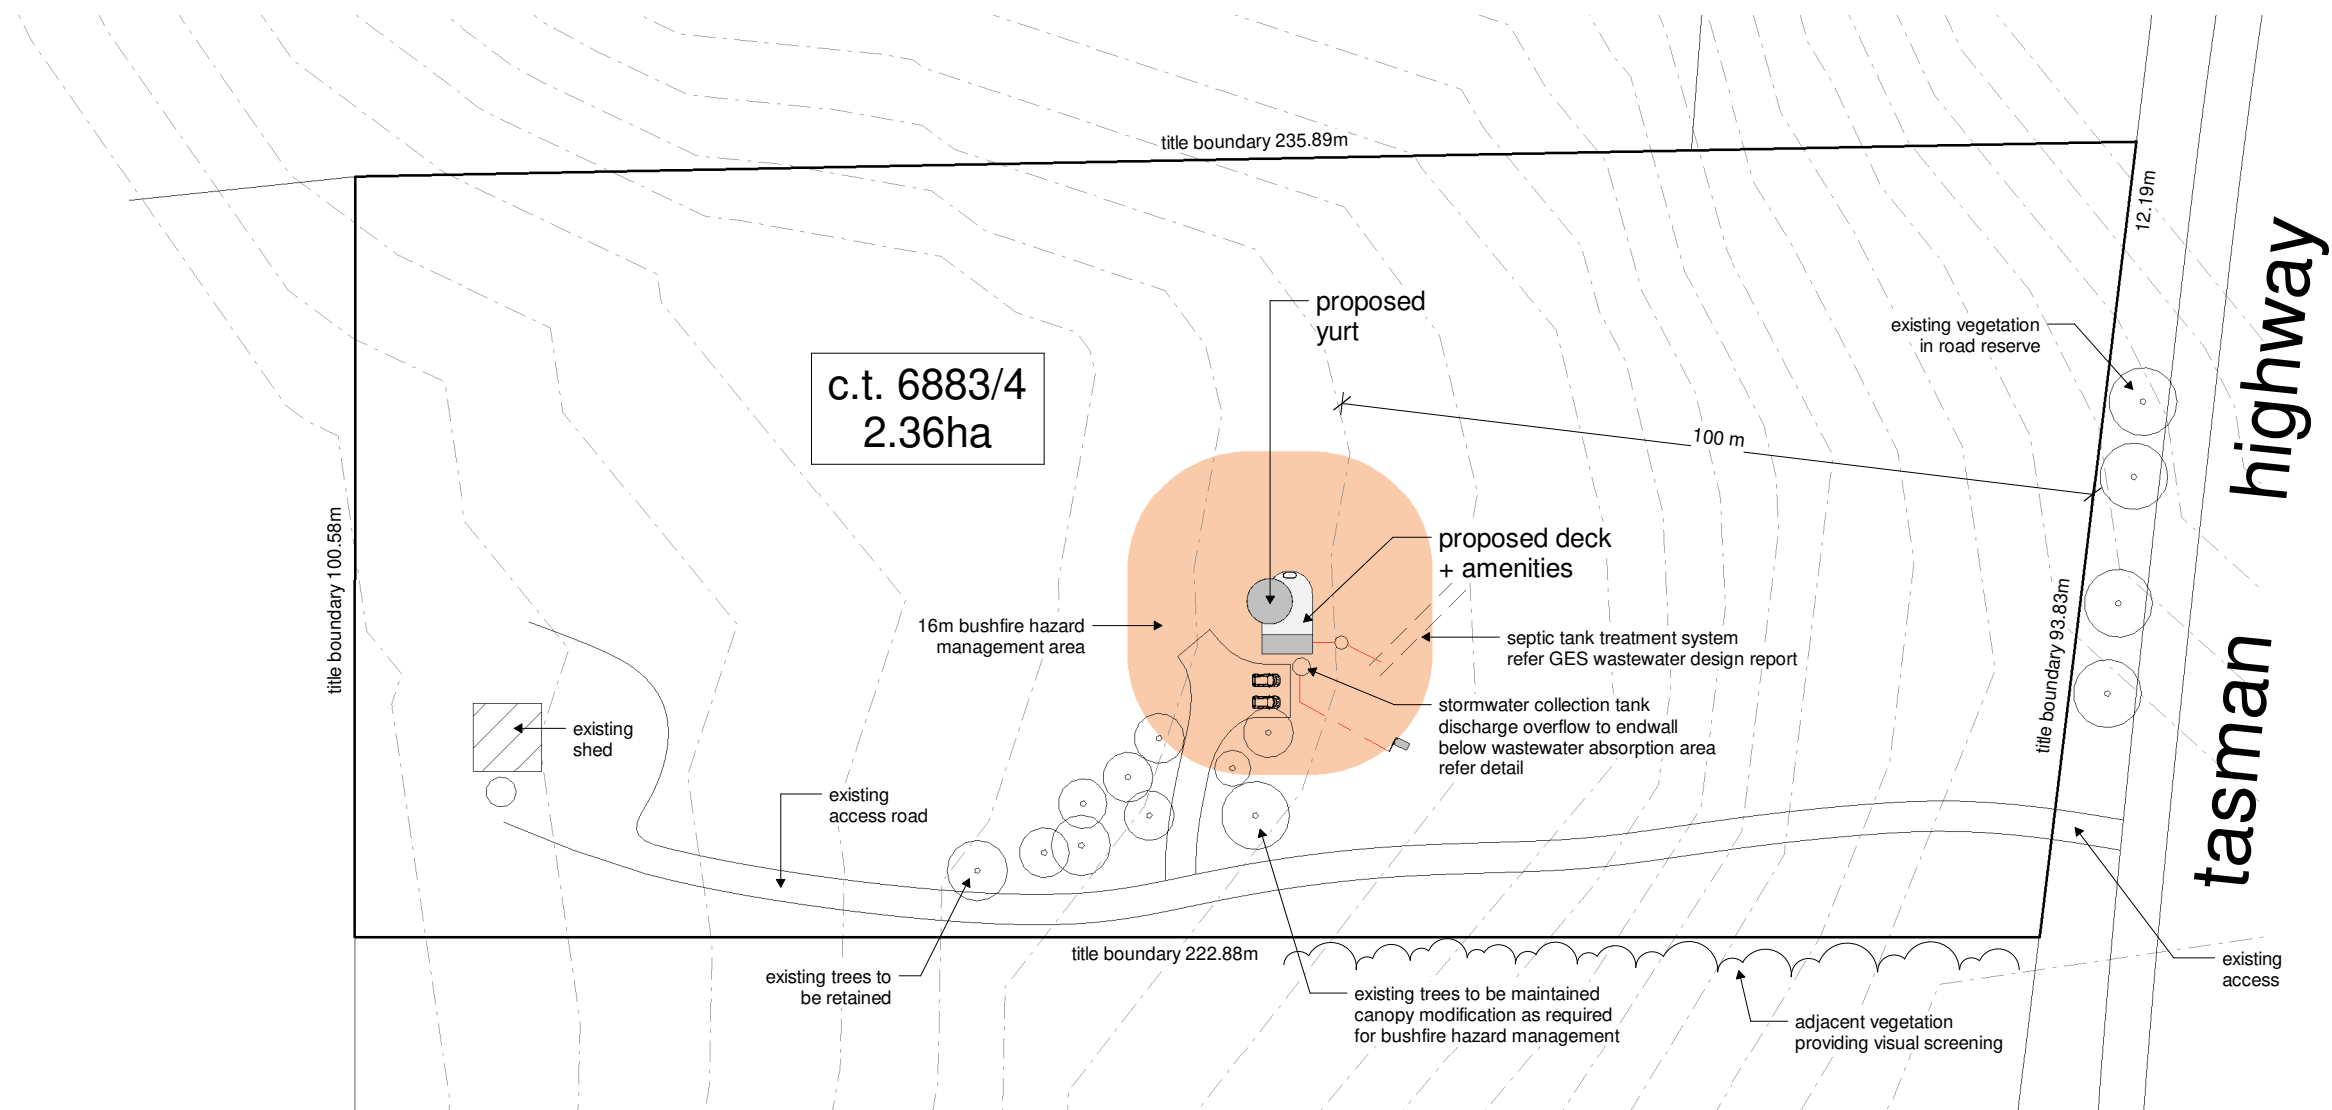 title boundary 235.89m
12.19m
highway
proposed
yurt
existing vegetation
in road reserve
c.t. 6883/4
2.36ha
100 m
title boundary 100.58m
proposed deck
+ amenities
16m bushfire hazard
management area
septic tank treatment system
refer GES wastewater design report
title boundary 93.83m
tasman
existing
shed
stormwater collection tank
discharge overflow to endwall
below wastewater absorption area
refer detail
existing
access road
title boundary 222.88m
existing trees to
be retained
existing trees to be maintained
canopy modification as required
for bushfire hazard management
adjacent vegetation
providing visual screening
existing
access